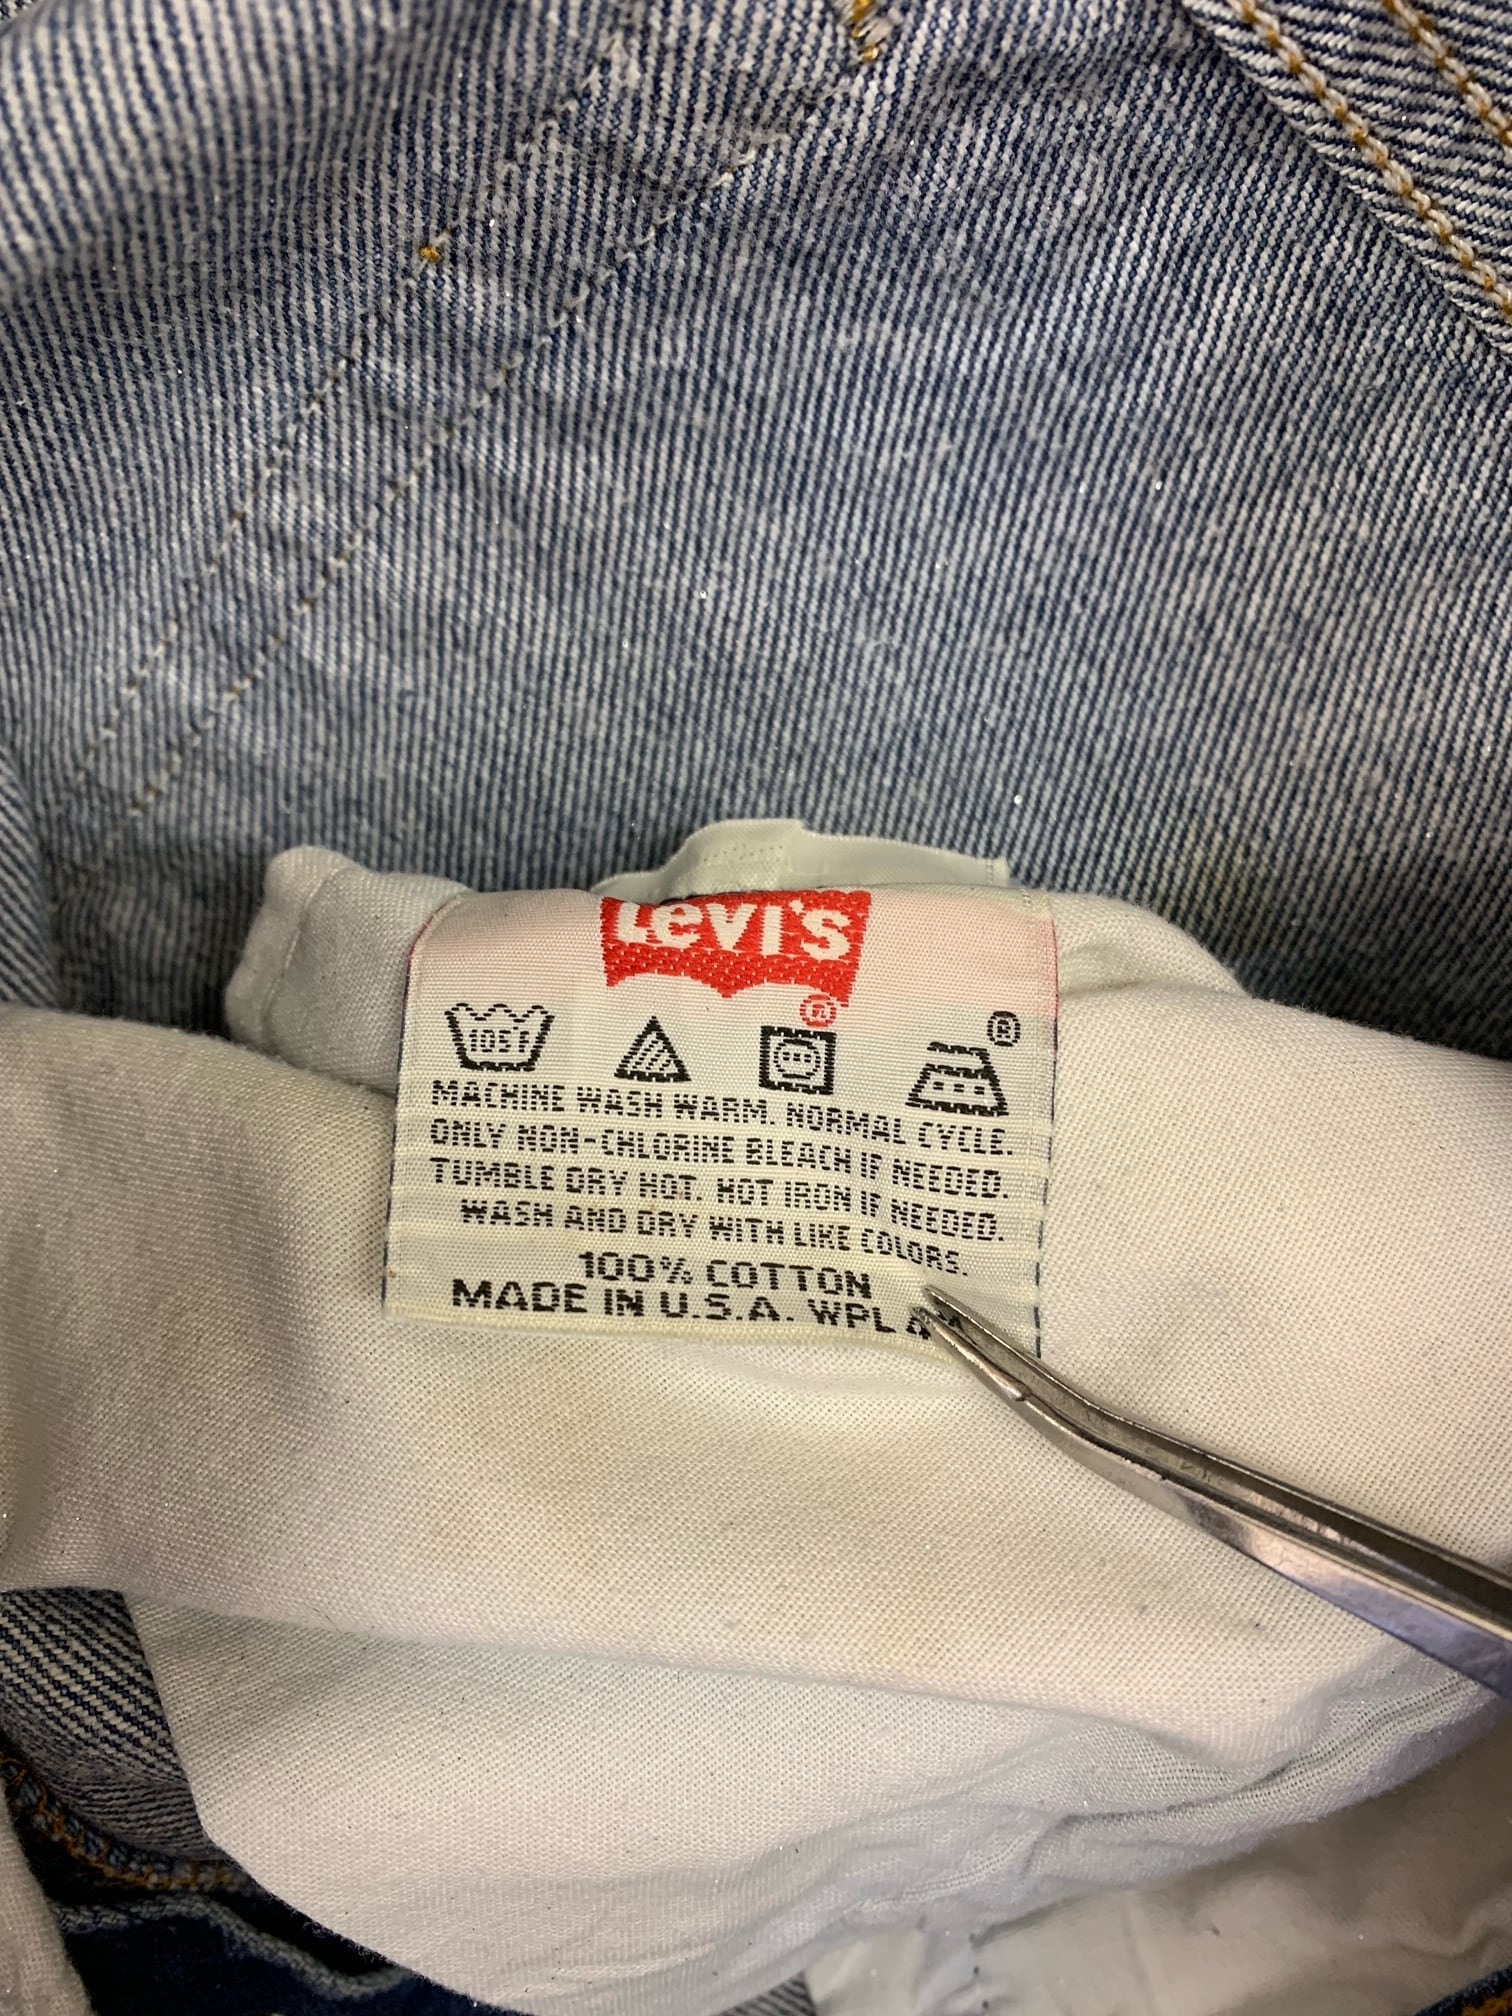 Levi's
®
®
105°F
MACHINE WASH WARM. NORMAL CYCLE.
ONLY NON-CHLORINE BLEACH IF NEEDED.
TUMBLE DRY HOT. HOT IRON IF NEEDED.
WASH AND DRY WITH LIKE COLORS.
100% COTTON
MADE IN U.S.A. WPL